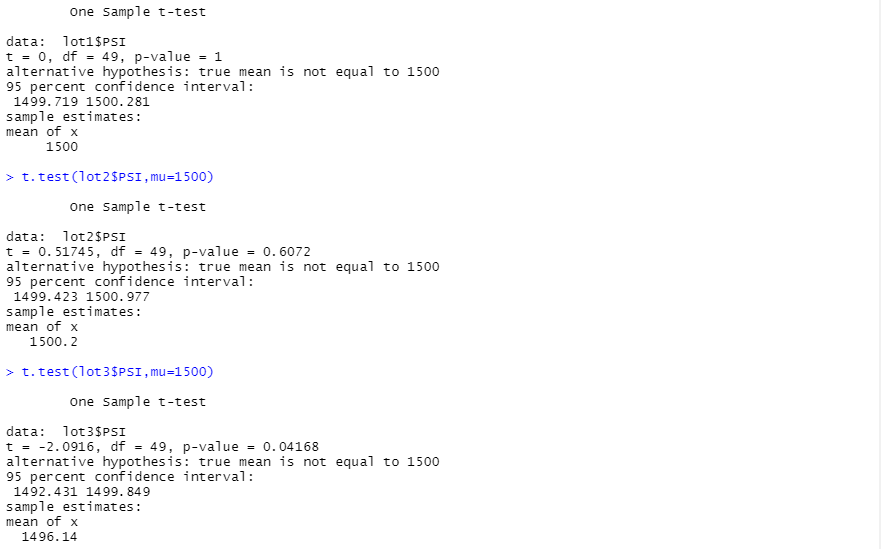 One Sample t-test
data:  lot1$PSI
t = 0, df = 49, p-value = 1
alternative hypothesis: true mean is not equal to 1500
95 percent confidence interval:
 1499.719 1500.281
sample estimates:
mean of x
     1500
> t.test(lot2$PSI,mu=1500)
One Sample t-test
data:  lot2$PSI
t = 0.51745, df = 49, p-value = 0.6072
alternative hypothesis: true mean is not equal to 1500
95 percent confidence interval:
 1499.423 1500.977
sample estimates:
mean of x
   1500.2
> t.test(lot3$PSI,mu=1500)
One Sample t-test
data:  lot3$PSI
t = -2.0916, df = 49, p-value = 0.04168
alternative hypothesis: true mean is not equal to 1500
95 percent confidence interval:
 1492.431 1499.849
sample estimates:
mean of x
  1496.14